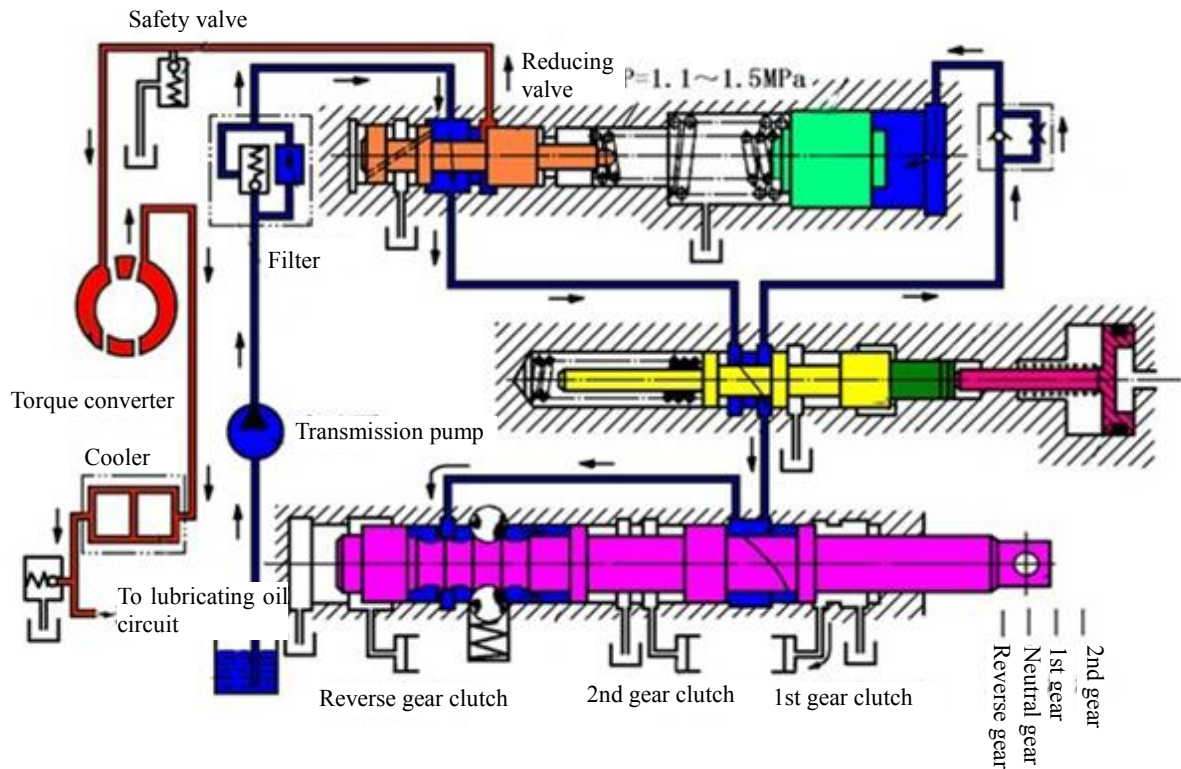 Safety valve
Reducing
valve
P=1.1～1.5MPa
Filter
Torque converter
Transmission pump
Cooler
To lubricating oil
circuit
Reverse gear clutch
2nd gear clutch
1st gear clutch
2nd gear
1st gear
Neutral gear
Reverse gear